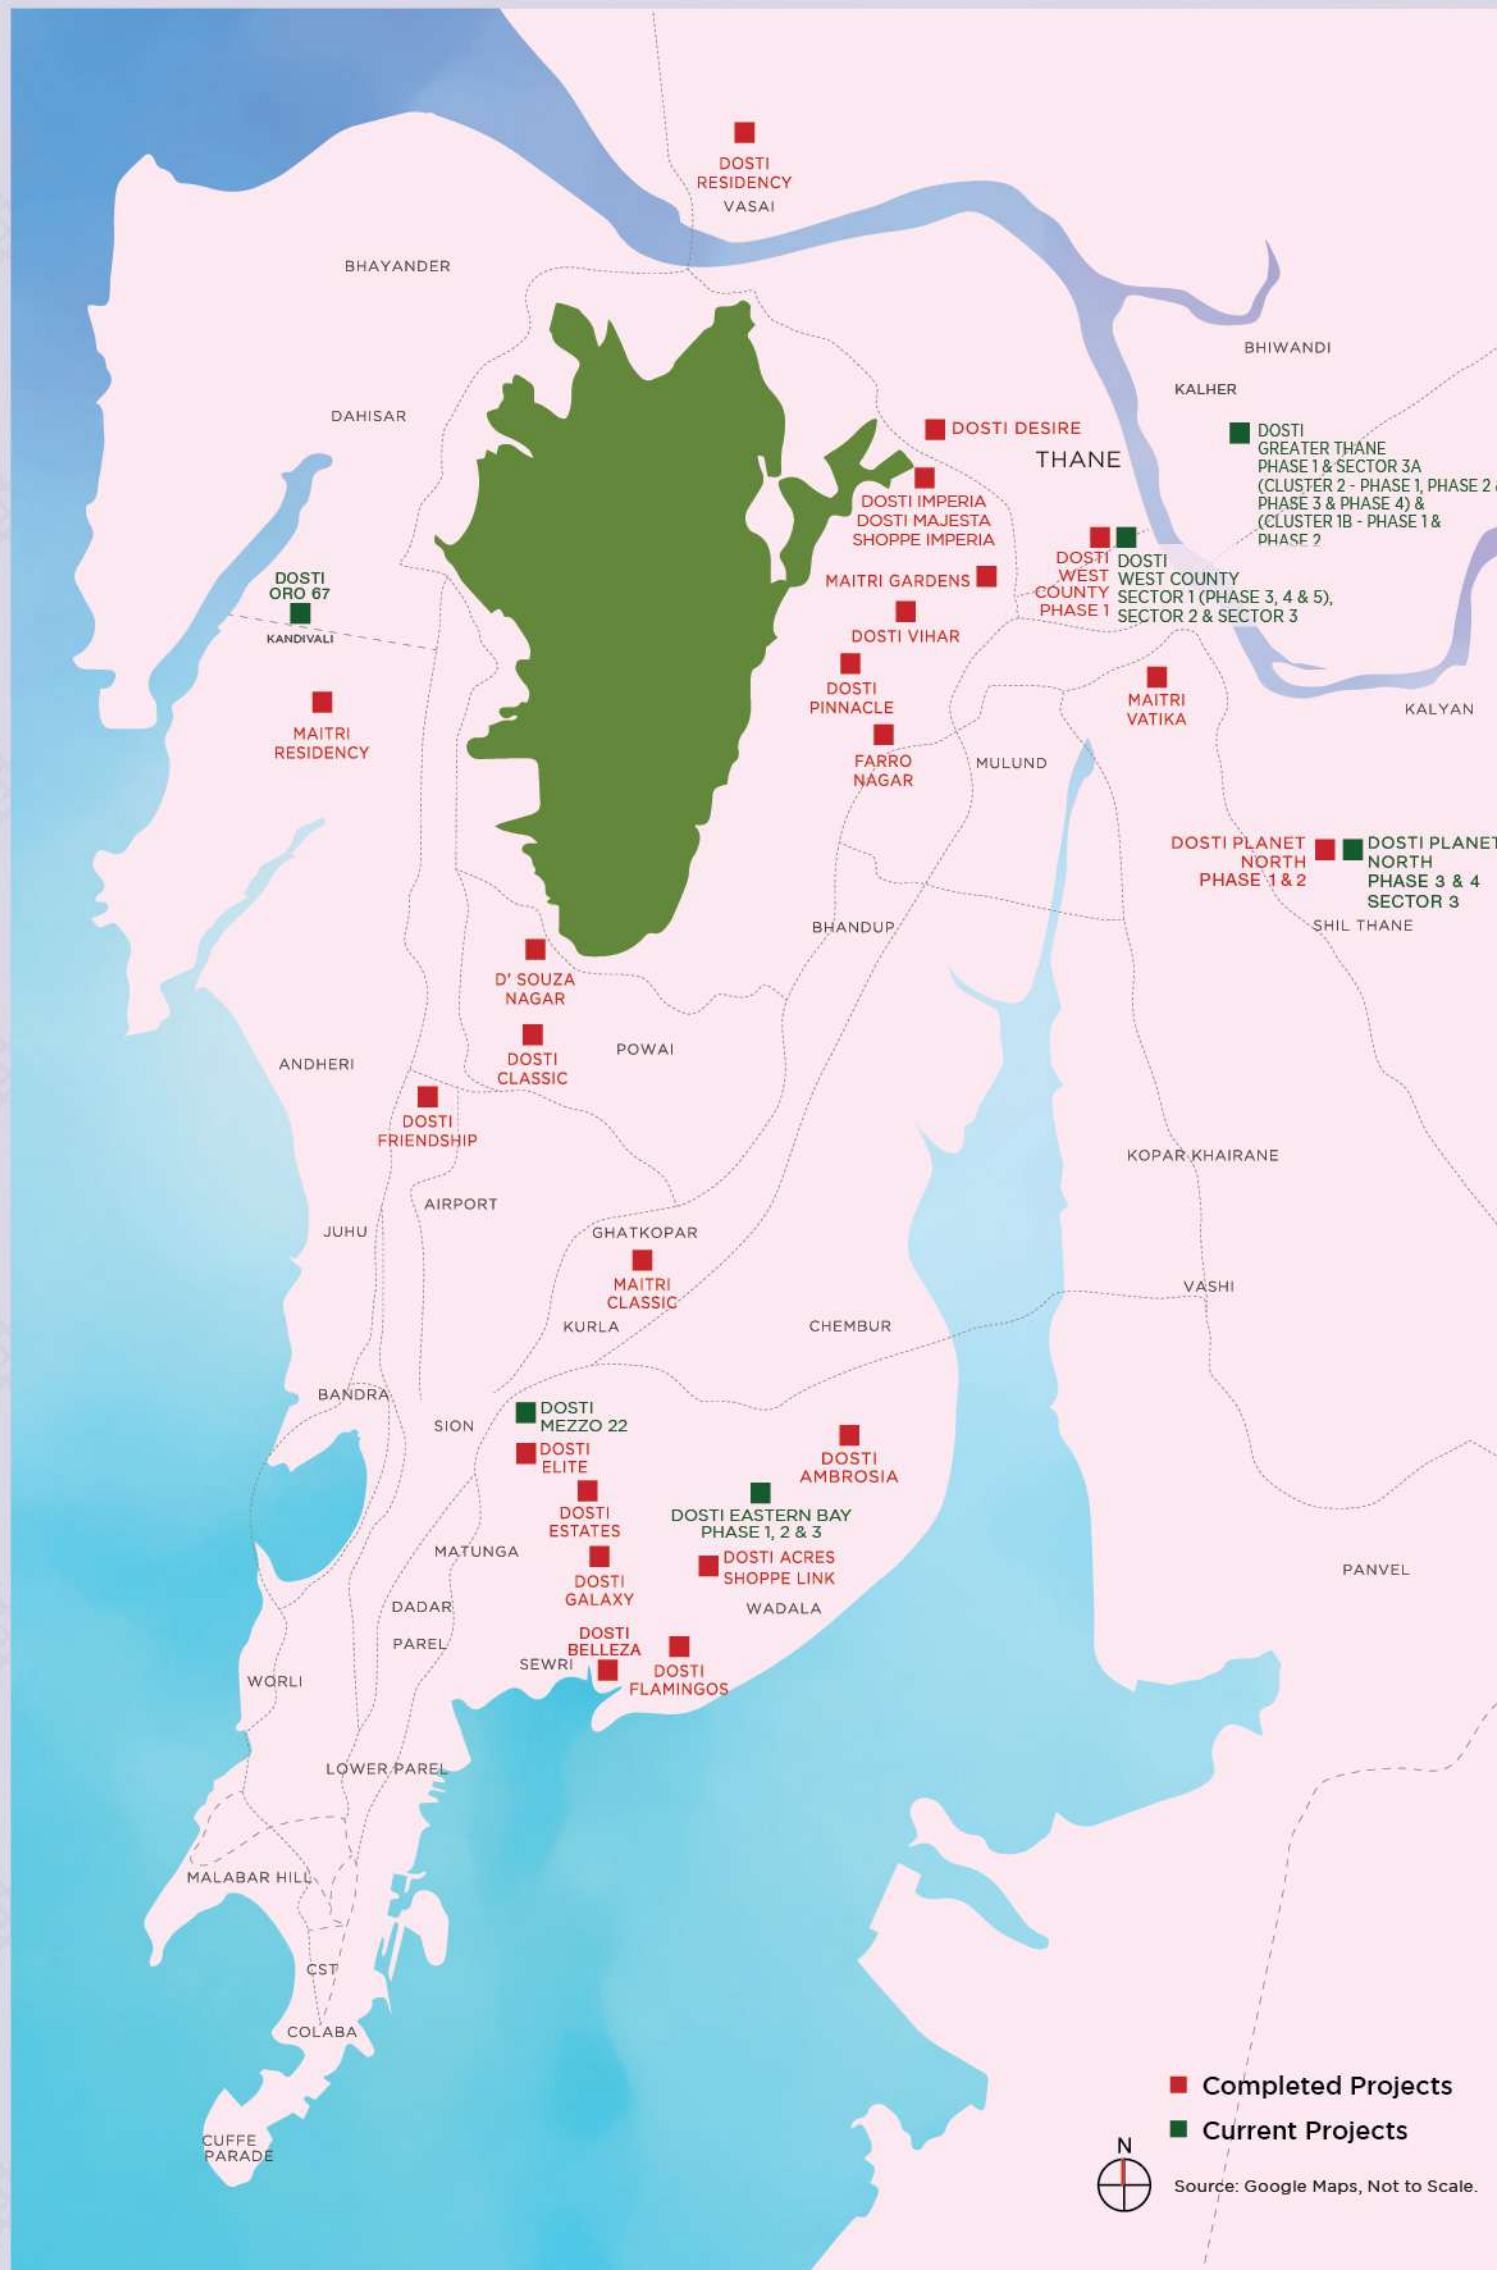 DOSTI
RESIDENCY
VASAI
BHAYANDER
BHIWANDI
KALHER
DAHISAR
DOSTI DESIRE
THANE
DOSTI
GREATER THANE
PHASE 1 & SECTOR 3A
(CLUSTER 2 - PHASE 1, PHASE 2
PHASE 3 & PHASE 4) &
(CLUSTER 1B - PHASE 1 &
PHASE 2
DOSTI IMPERIA
DOSTI MAJESTA
SHOPPE IMPERIA
DOSTI
WEST
COUNTY
PHASE 1
DOSTI
WEST COUNTY
SECTOR 1 (PHASE 3, 4 & 5),
SECTOR 2 & SECTOR 3
MAITRI GARDENS
DOSTI
ORO 67
KANDIVALI
DOSTI VIHAR
DOSTI
PINNACLE
MAITRI
VATIKA
KALYAN
MAITRI
RESIDENCY
FARRO
NAGAR
MULUND
DOSTI PLANET
NORTH
PHASE 1 & 2
DOSTI PLANET
NORTH
PHASE 3 & 4
SECTOR 3
SHIL THANE
BHANDUP
D' SOUZA
NAGAR
POWAI
DOSTI
CLASSIC
ANDHERI
DOSTI
FRIENDSHIP
KOPAR KHAIRANE
AIRPORT
JUHU
GHATKOPAR
MAITRI
CLASSIC
VASHI
KURLA
CHEMBUR
BANDRA
SION
DOSTI
MEZZO 22
DOSTI
ELITE
DOSTI
AMBROSIA
DOSTI
ESTATES
DOSTI EASTERN BAY
PHASE 1, 2 & 3
MATUNGA
DOSTI
GALAXY
DOSTI ACRES
SHOPPE LINK
PANVEL
DADAR
WADALA
PAREL
DOSTI
BELLEZA
SEWRI
DOSTI
FLAMINGOS
WORLI
LOWER PAREL
MALABAR HILL
CST
COLABA
CUFFE
PARADE
Completed Projects
Current Projects
N
Source: Google Maps, Not to Scale.